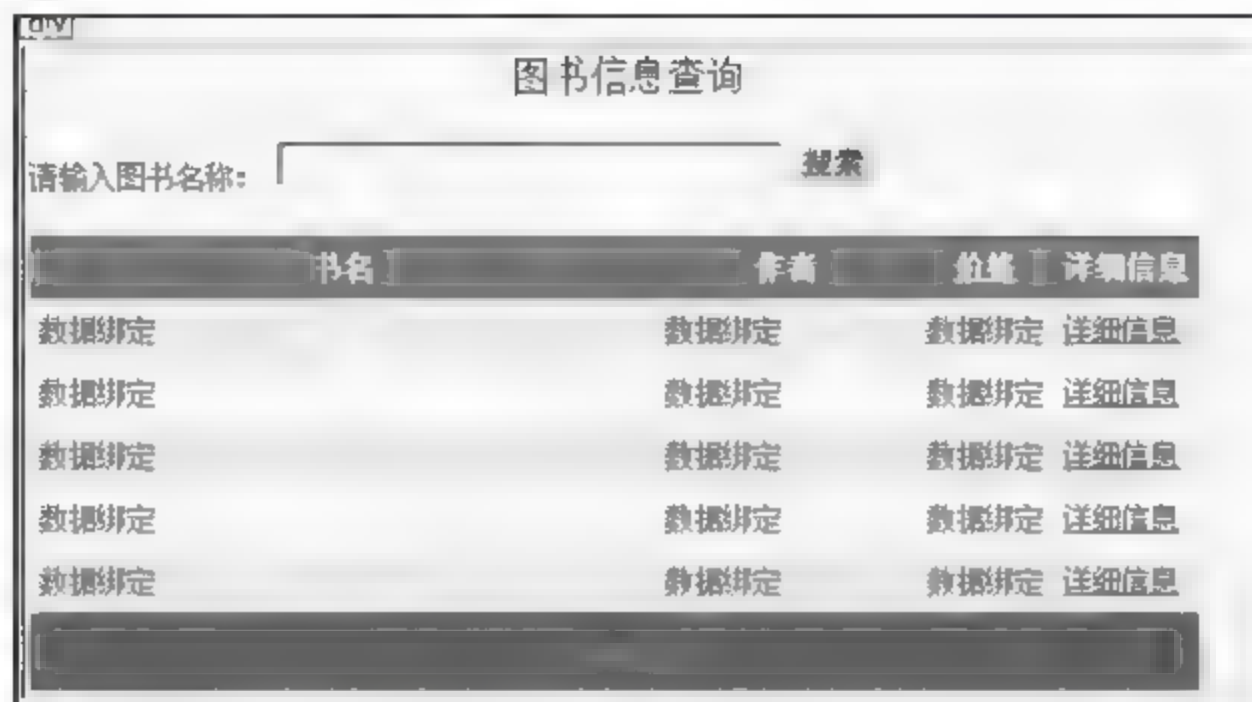 div
图书信息查询
请输入图书名称: 搜索
书名 作者 价格 详细信息
数据绑定 数据绑定 数据绑定 详细信息
数据绑定 数据绑定 数据绑定 详细信息
数据绑定 数据绑定 数据绑定 详细信息
数据绑定 数据绑定 数据绑定 详细信息
数据绑定 数据绑定 数据绑定 详细信息